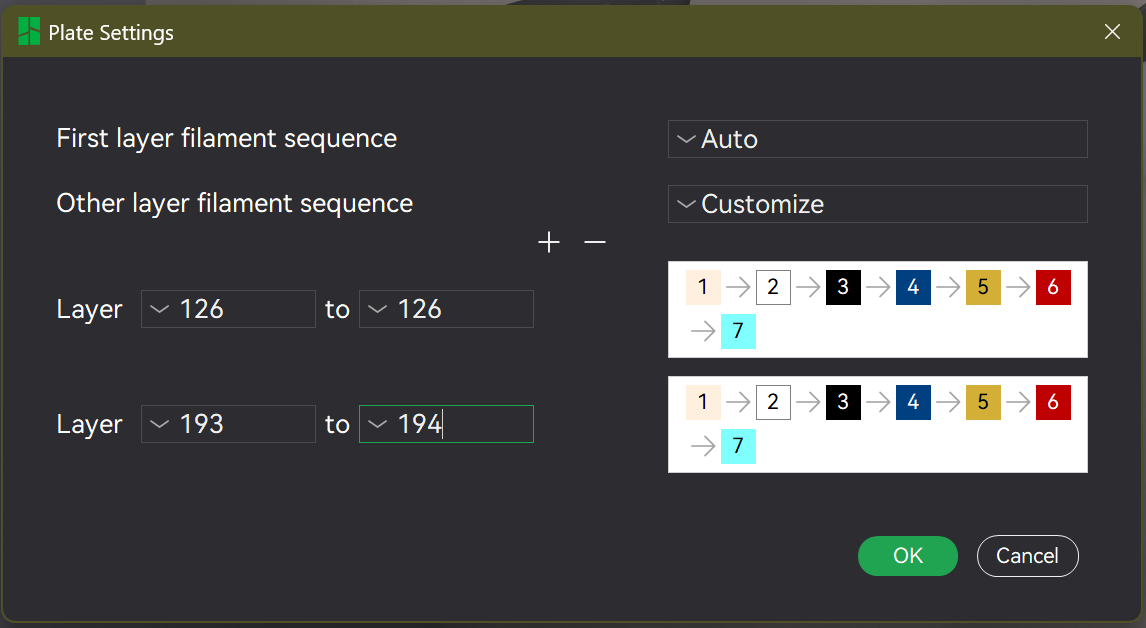 Plate Settings
First layer filament sequence Auto
Other layer filament sequence Customize
Layer 126 to 126
1 2 3 4 5 6
7
Layer 193 to 194
1 2 3 4 5 6
7
OK Cancel